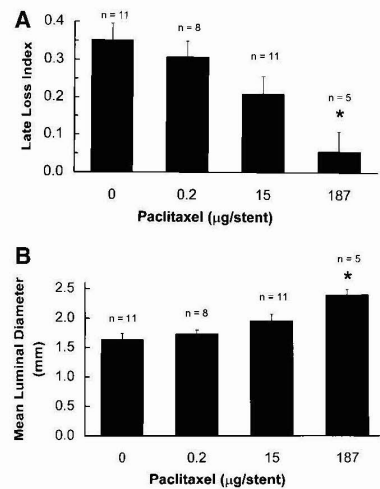 A
Late Loss Index
0.4
0.3
0.2
0.1
0.0
n = 11
n = 8
n = 11
n = 5
*
0 0.2 15 187
Paclitaxel (µg/stent)
B
Mean Luminal Diameter
(mm)
2.5
2.0
1.5
1.0
0.5
0.0
n = 11
n = 8
n = 11
n = 5
*
0 0.2 15 187
Paclitaxel (µg/stent)